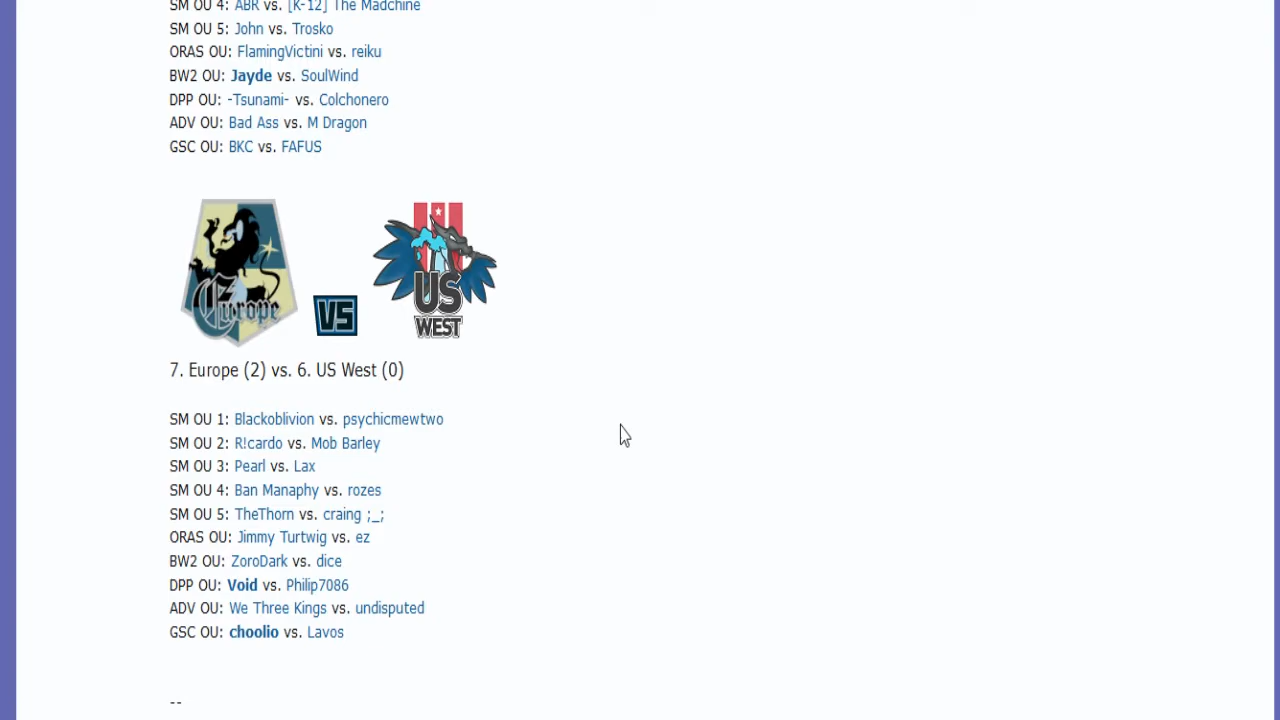 SM OU 4: ABR vs. [K-12] The Madchine
SM OU 5: John vs. Trosko
ORAS OU: FlamingVictini vs. reiku
BW2 OU: Jayde vs. SoulWind
DPP OU: -Tsunami- vs. Colchonero
ADV OU: Bad Ass vs. M Dragon
GSC OU: BKC vs. FAFUS
Europe
VS
US
WEST
7. Europe (2) vs. 6. US West (0)
SM OU 1: Blackoblivion vs. psychicmewtwo
SM OU 2: R!cardo vs. Mob Barley
SM OU 3: Pearl vs. Lax
SM OU 4: Ban Manaphy vs. rozes
SM OU 5: TheThorn vs. craing ;_;
ORAS OU: Jimmy Turtwig vs. ez
BW2 OU: ZoroDark vs. dice
DPP OU: Void vs. Philip7086
ADV OU: We Three Kings vs. undisputed
GSC OU: choolio vs. Lavos
--